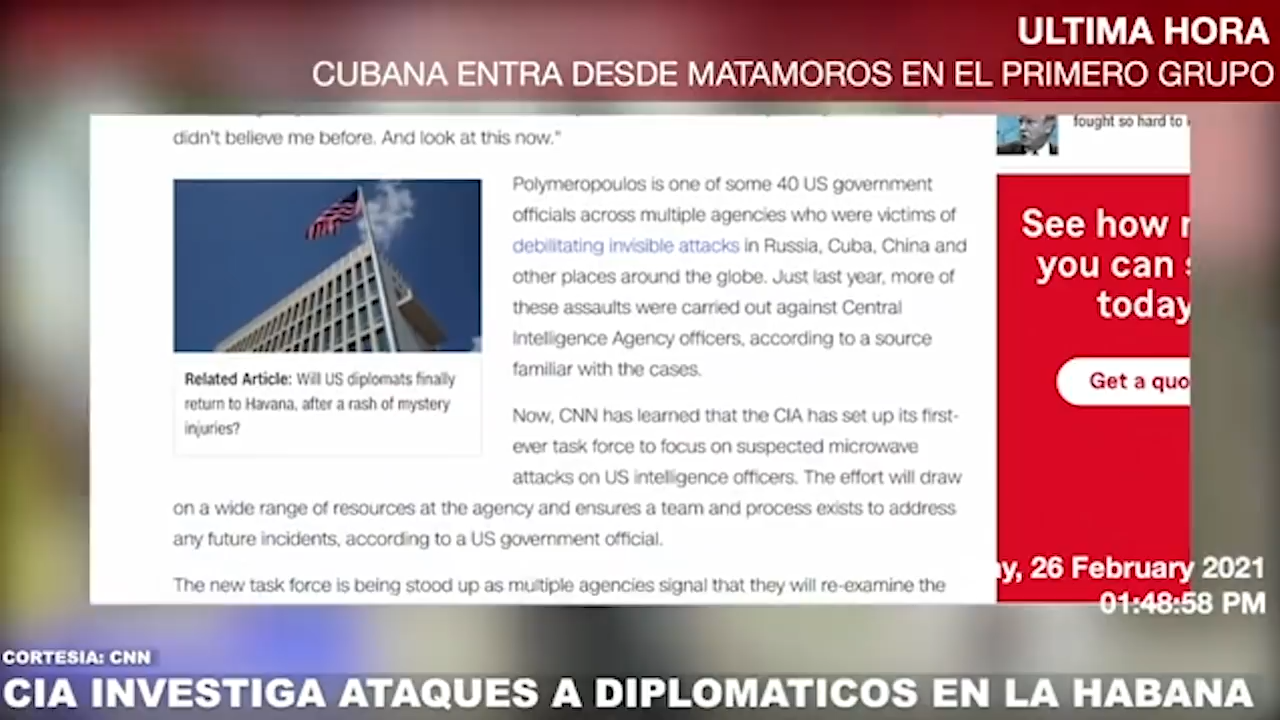 ULTIMA HORA
CUBANA ENTRA DESDE MATAMOROS EN EL PRIMERO GRUPO
fought so hard to
didn't believe me before. And look at this now."
Polymeropoulos is one of some 40 US government
officials across multiple agencies who were victims of
debilitating invisible attacks in Russia, Cuba, China and
other places around the globe. Just last year, more of
these assaults were carried out against Central
Intelligence Agency officers, according to a source
familiar with the cases.
Related Article: Will US diplomats finally
return to Havana, after a rash of mystery
injuries?
Now, CNN has learned that the CIA has set up its first-
ever task force to focus on suspected microwave
attacks on US intelligence officers. The effort will draw
on a wide range of resources at the agency and ensures a team and process exists to address
any future incidents, according to a US government official.
The new task force is being stood up as multiple agencies signal that they will re-examine the
See how
you can
today
Get a quo
ay, 26 February 2021
01:48:58 PM
CORTESIA: CNN
CIA INVESTIGA ATAQUES A DIPLOMATICOS EN LA HABANA